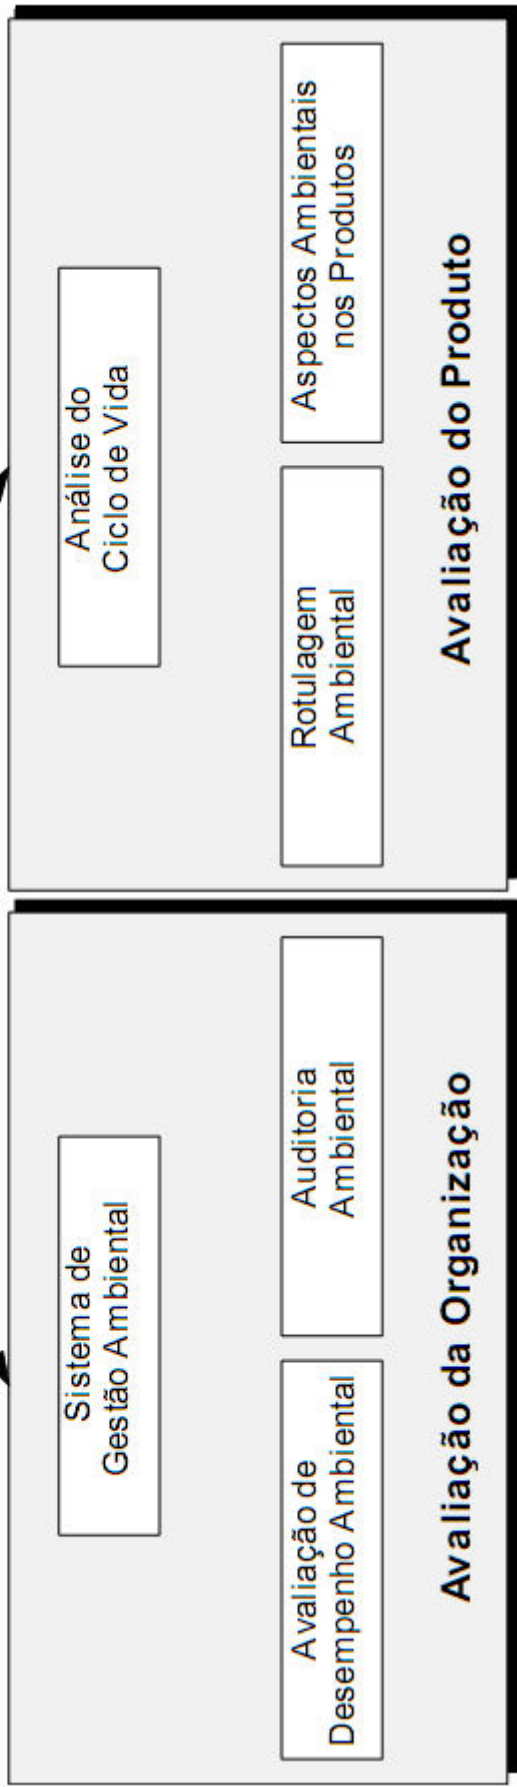 Sistema de
Gestão Ambiental
Avaliação de
Desempenho Ambiental
Auditoria
Ambiental
Avaliação da Organização
Análise do
Ciclo de Vida
Rotulagem
Ambiental
Aspectos Ambientais
nos Produtos
Avaliação do Produto